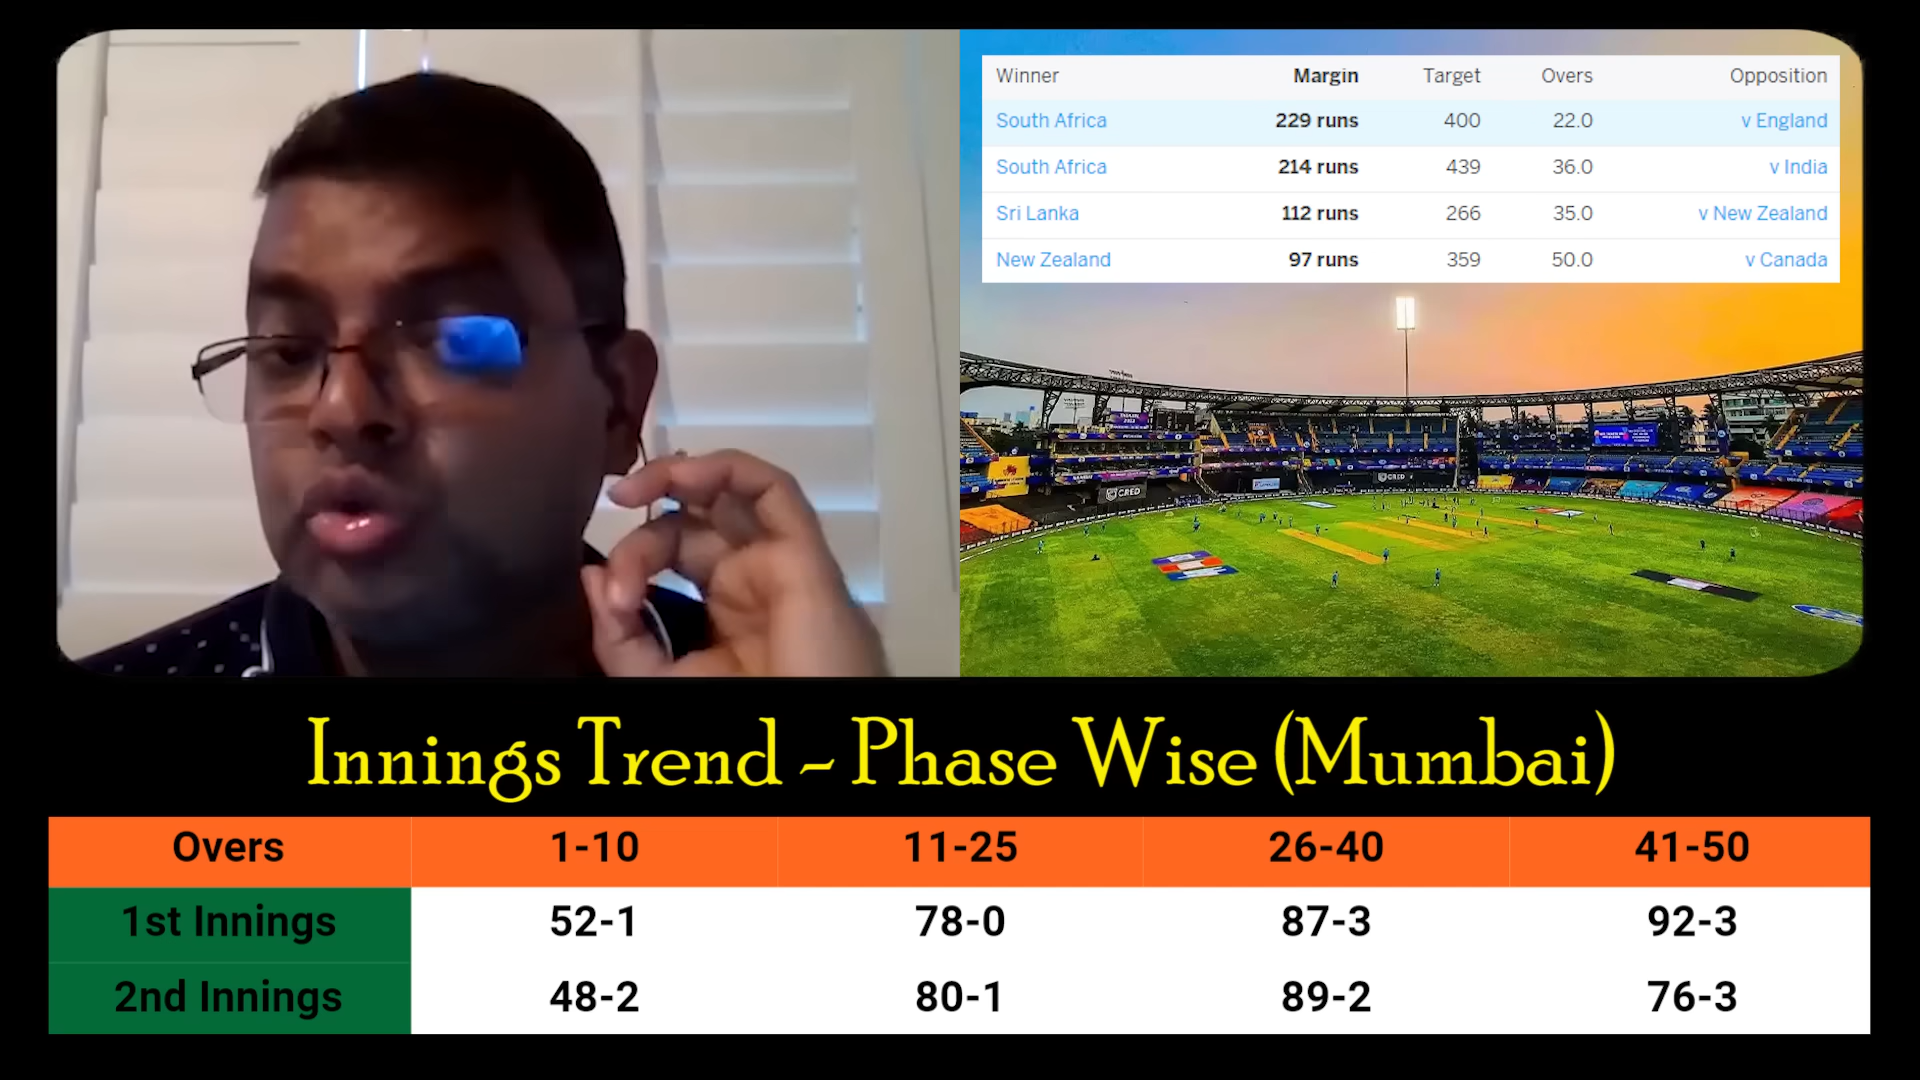 Winner Margin Target Overs Opposition
South Africa 229 runs 400 22.0 v England
South Africa 214 runs 439 36.0 v India
Sri Lanka 112 runs 266 35.0 v New Zealand
New Zealand 97 runs 359 50.0 v Canada
CRED
CRED
Innings Trend - Phase Wise (Mumbai)
Overs 1-10 11-25 26-40 41-50
1st Innings 52-1 78-0 87-3 92-3
2nd Innings 48-2 80-1 89-2 76-3